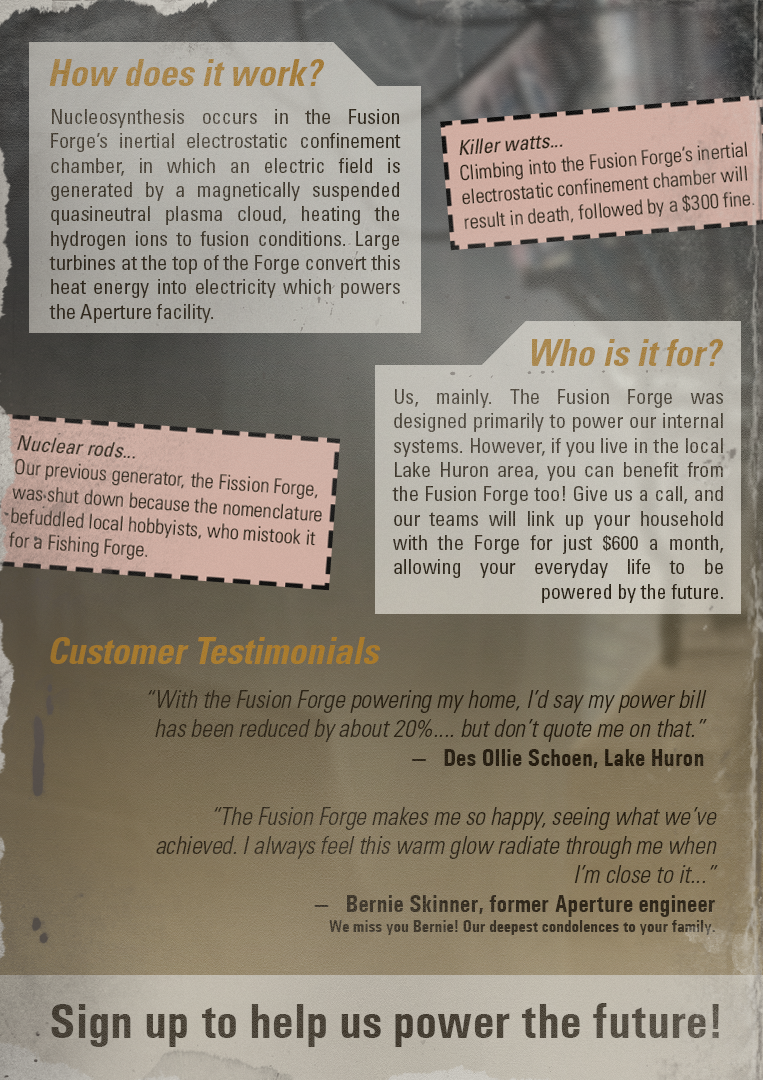 How does it work?
Nucleosynthesis occurs in the Fusion
Forge's inertial electrostatic confinement
chamber, in which an electric field is
generated by a magnetically suspended
quasineutral plasma cloud, heating the
hydrogen ions to fusion conditions. Large
turbines at the top of the Forge convert this
heat energy into electricity which powers
the Aperture facility.
Killer watts...
Climbing into the Fusion Forge's inertial
electrostatic confinement chamber will
result in death, followed by a $300 fine.
Who is it for?
Us, mainly. The Fusion Forge was
designed primarily to power our internal
systems. However, if you live in the local
Lake Huron area, you can benefit from
the Fusion Forge too! Give us a call, and
our teams will link up your household
with the Forge for just $600 a month,
allowing your everyday life to be
powered by the future.
Nuclear rods...
Our previous generator, the Fission Forge,
was shut down because the nomenclature
befuddled local hobbyists, who mistook it
for a Fishing Forge.
Customer Testimonials
“With the Fusion Forge powering my home, I'd say my power bill
has been reduced by about 20%.... but don't quote me on that.”
— Des Ollie Schoen, Lake Huron
“The Fusion Forge makes me so happy, seeing what we've
achieved. I always feel this warm glow radiate through me when
I'm close to it...”
— Bernie Skinner, former Aperture engineer
We miss you Bernie! Our deepest condolences to your family.
Sign up to help us power the future!